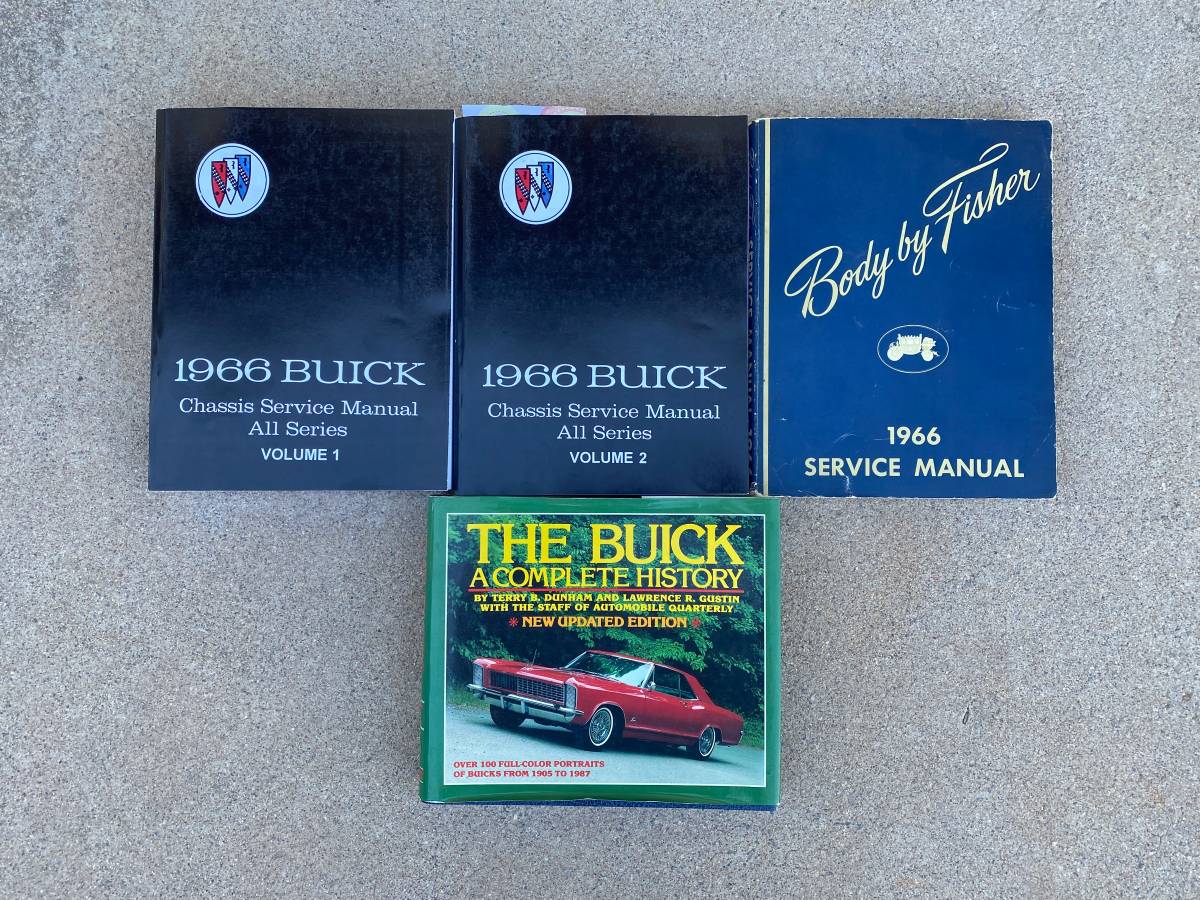 1966 BUICK
Chassis Service Manual
All Series
VOLUME 1
1966 BUICK
Chassis Service Manual
All Series
VOLUME 2
Body by Fisher
1966
SERVICE MANUAL
THE BUICK
A COMPLETE HISTORY
BY TERRY B. DUNHAM AND LAWRENCE R. GUSTIN
WITH THE STAFF OF AUTOMOBILE QUARTERLY
* NEW UPDATED EDITION *
OVER 100 FULL-COLOR PORTRAITS
OF BUICKS FROM 1905 TO 1987